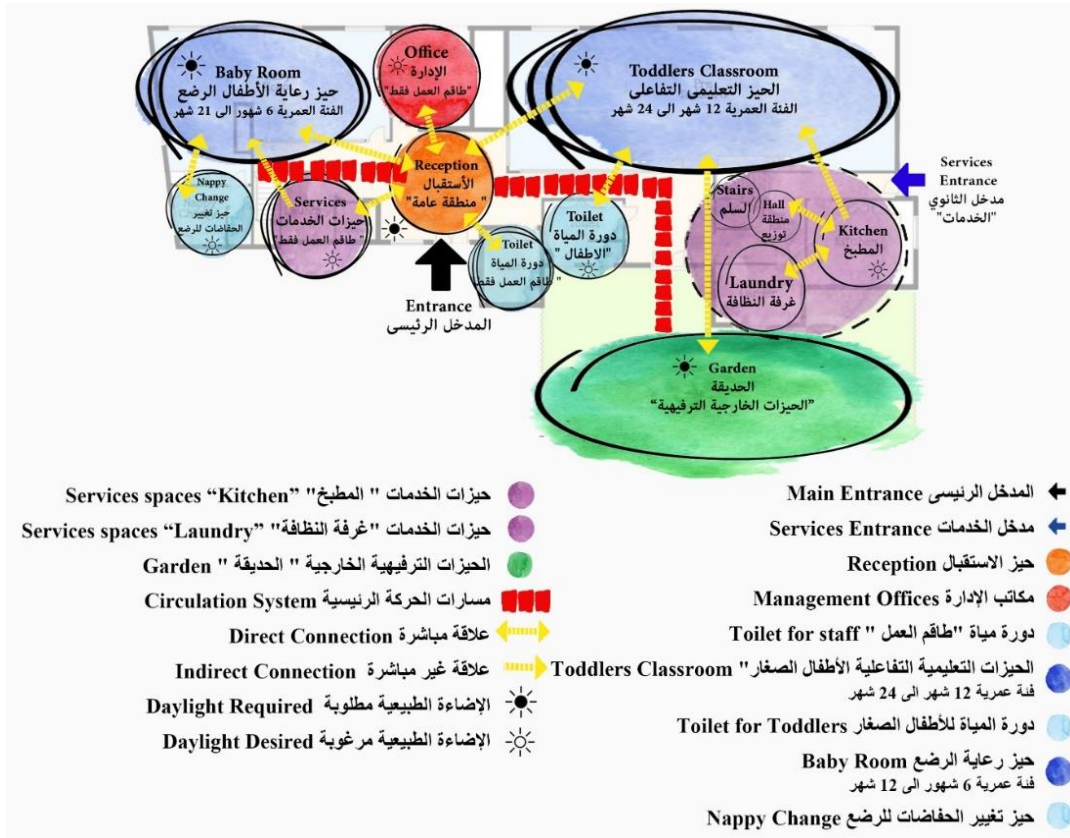 Baby Room
حيز رعاية الأطفال الرضع
الفئة العمرية 6 شهور الى 21 شهر
Office
الإدارة
"طاقم العمل فقط"
Toddlers Classroom
الحيز التعليمى التفاعلى
الفئة العمرية 12 شهر الى 24 شهر
Reception
الأستقبال
" منطقة عامة"
Nappy
Change
حيز تغيير
الحفاضات للرضع
Services
حيزات الخدمات
"طاقم العمل فقط "
Toilet
دورة المياة
" طاقم العمل فقط"
Toilet
دورة المياة
"الاطفال "
Stairs
السلم
Hall
منطقة
توزيع
Kitchen
المطبخ
Laundry
غرفة النظافة
Services
Entrance
مدخل الثانوي
"الخدمات"
Entrance
المدخل الرئيسى
Garden
الحديقة
"الحيزات الخارجية الترفيهية"
المدخل الرئيسى Main Entrance
مدخل الخدمات Services Entrance
حيز الاستقبال Reception
مكاتب الإدارة Management Offices
دورة مياة "طاقم العمل " Toilet for staff
الحيزات التعليمية التفاعلية الأطفال الصغار" Toddlers Classroom
فئة عمرية 12 شهر الى 24 شهر
دورة المياة للأطفال الصغار Toilet for Toddlers
حيز رعاية الرضع Baby Room
فئة عمرية 6 شهور الى 12 شهر
حيز تغيير الحفاضات للرضع Nappy Change
حيزات الخدمات " المطبخ" Services spaces “Kitchen”
حيزات الخدمات "غرفة النظافة" Services spaces “Laundry”
الحيزات الترفيهية الخارجية " الحديقة " Garden
مسارات الحركة الرئيسية Circulation System
علاقة مباشرة Direct Connection
علاقة غير مباشرة Indirect Connection
الإضاءة الطبيعية مطلوبة Daylight Required
الإضاءة الطبيعية مرغوبة Daylight Desired